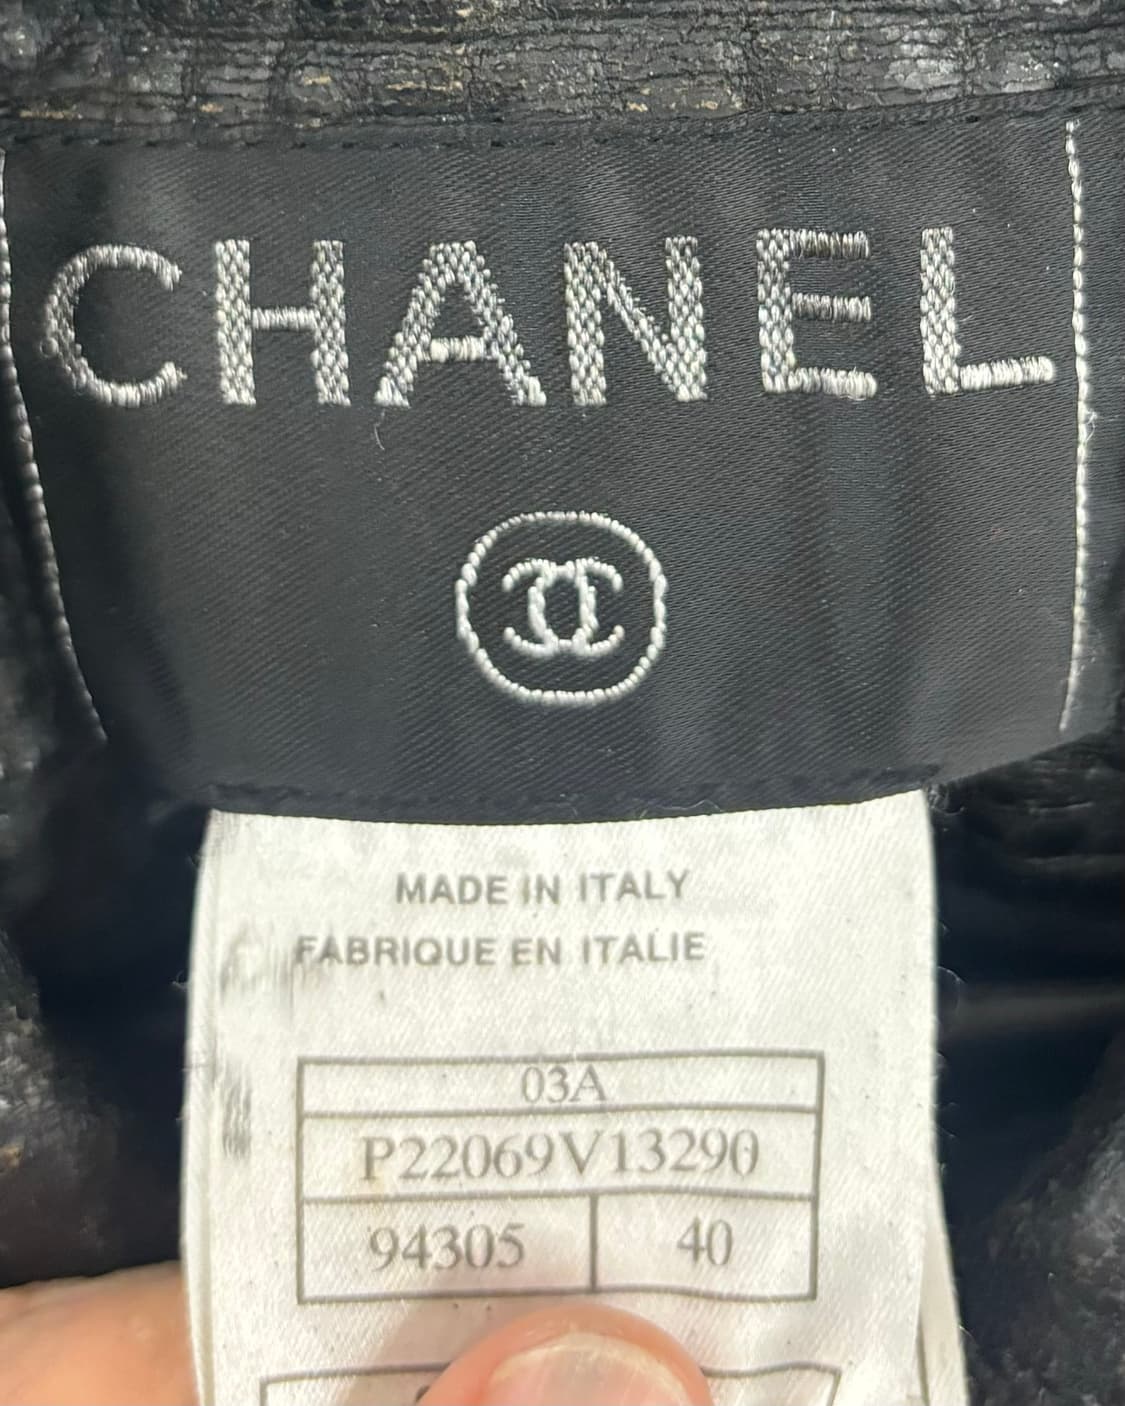 CHANEL
MADE IN ITALY
FABRIQUE EN ITALIE
03A
P22069V13290
94305 40